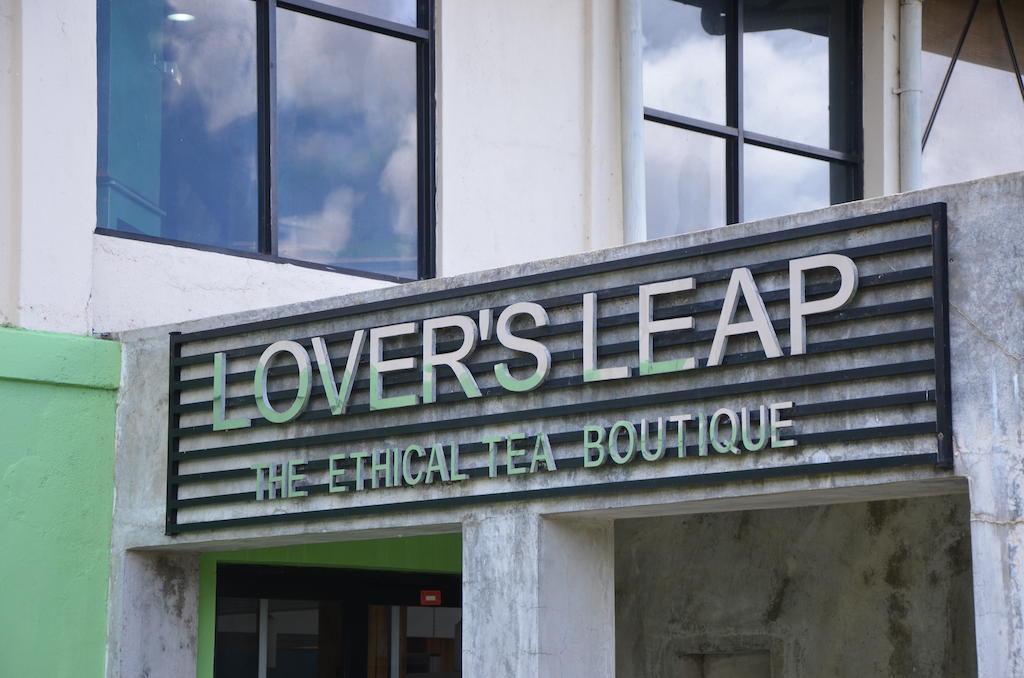 LOVER'S LEAP
THE ETHICAL TEA BOUTIQUE